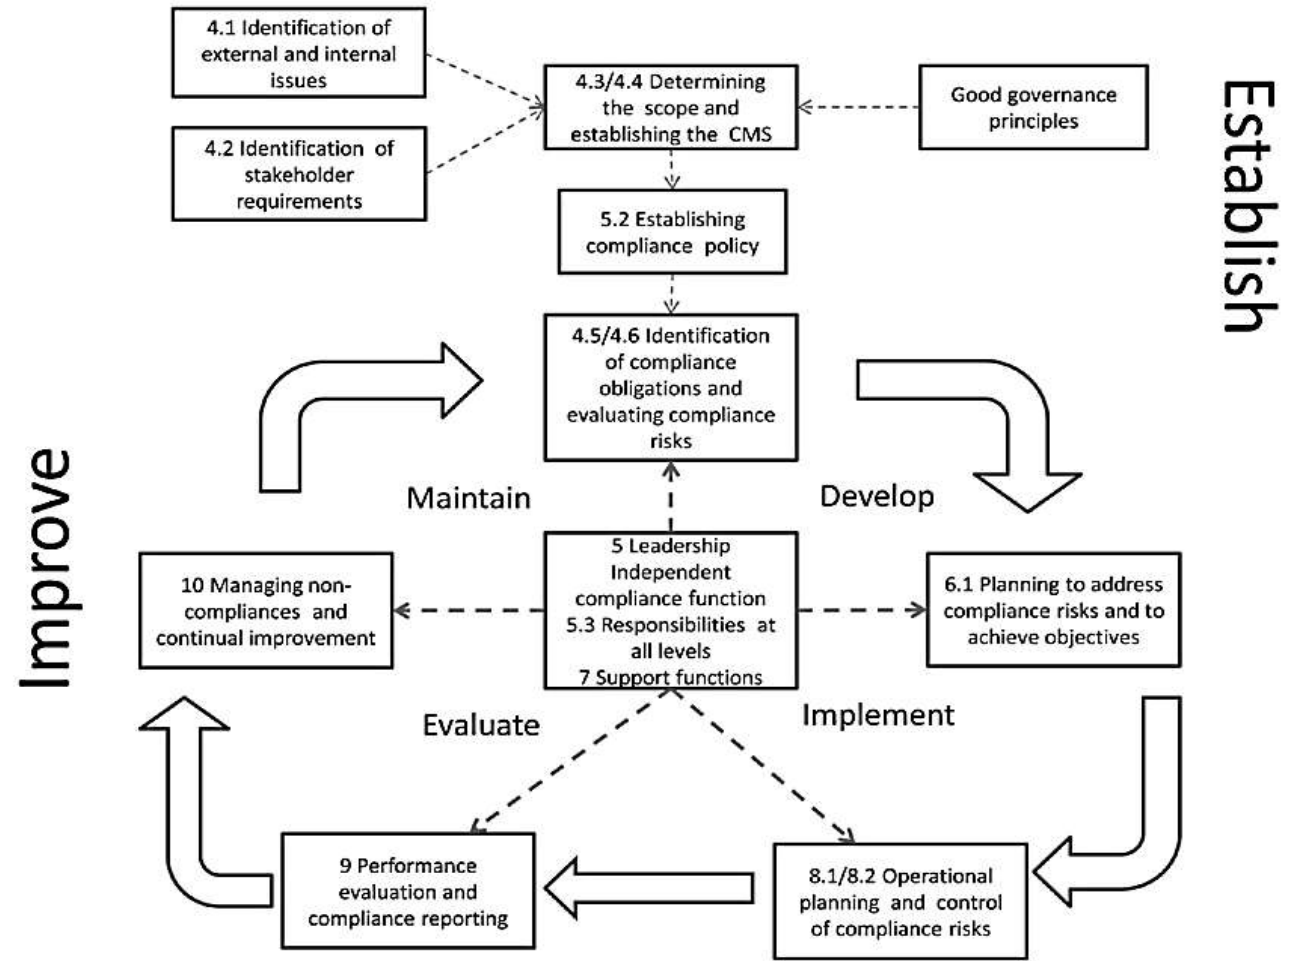 4.1 Identification of
external and internal
issues
4.3/4.4 Determining
the scope and
establishing the CMS
Good governance
principles
4.2 Identification of
stakeholder
requirements
Establish
5.2 Establishing
compliance policy
4.5/4.6 Identification
of compliance
obligations and
evaluating compliance
risks
Improve
Maintain
Develop
10 Managing non-
compliances and
continual improvement
5 Leadership
Independent
compliance function
5.3 Responsibilities at
all levels
7 Support functions
6.1 Planning to address
compliance risks and to
achieve objectives
Evaluate
Implement
9 Performance
evaluation and
compliance reporting
8.1/8.2 Operational
planning and control
of compliance risks